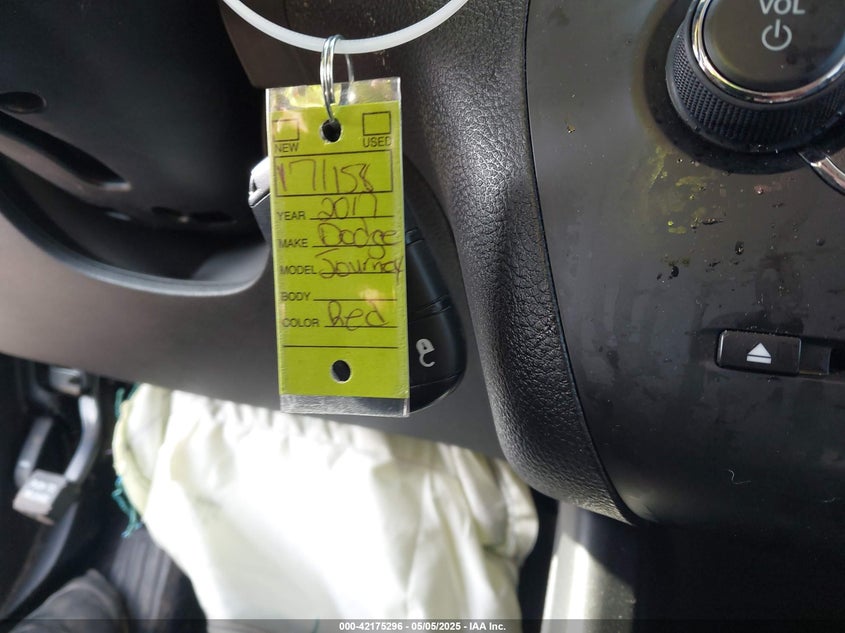 VOL
NEW USED
171158
YEAR 2017
MAKE Dodge
MODEL Journey
BODY
COLOR Red
000-42175296 - 05/05/2025 - IAA Inc.